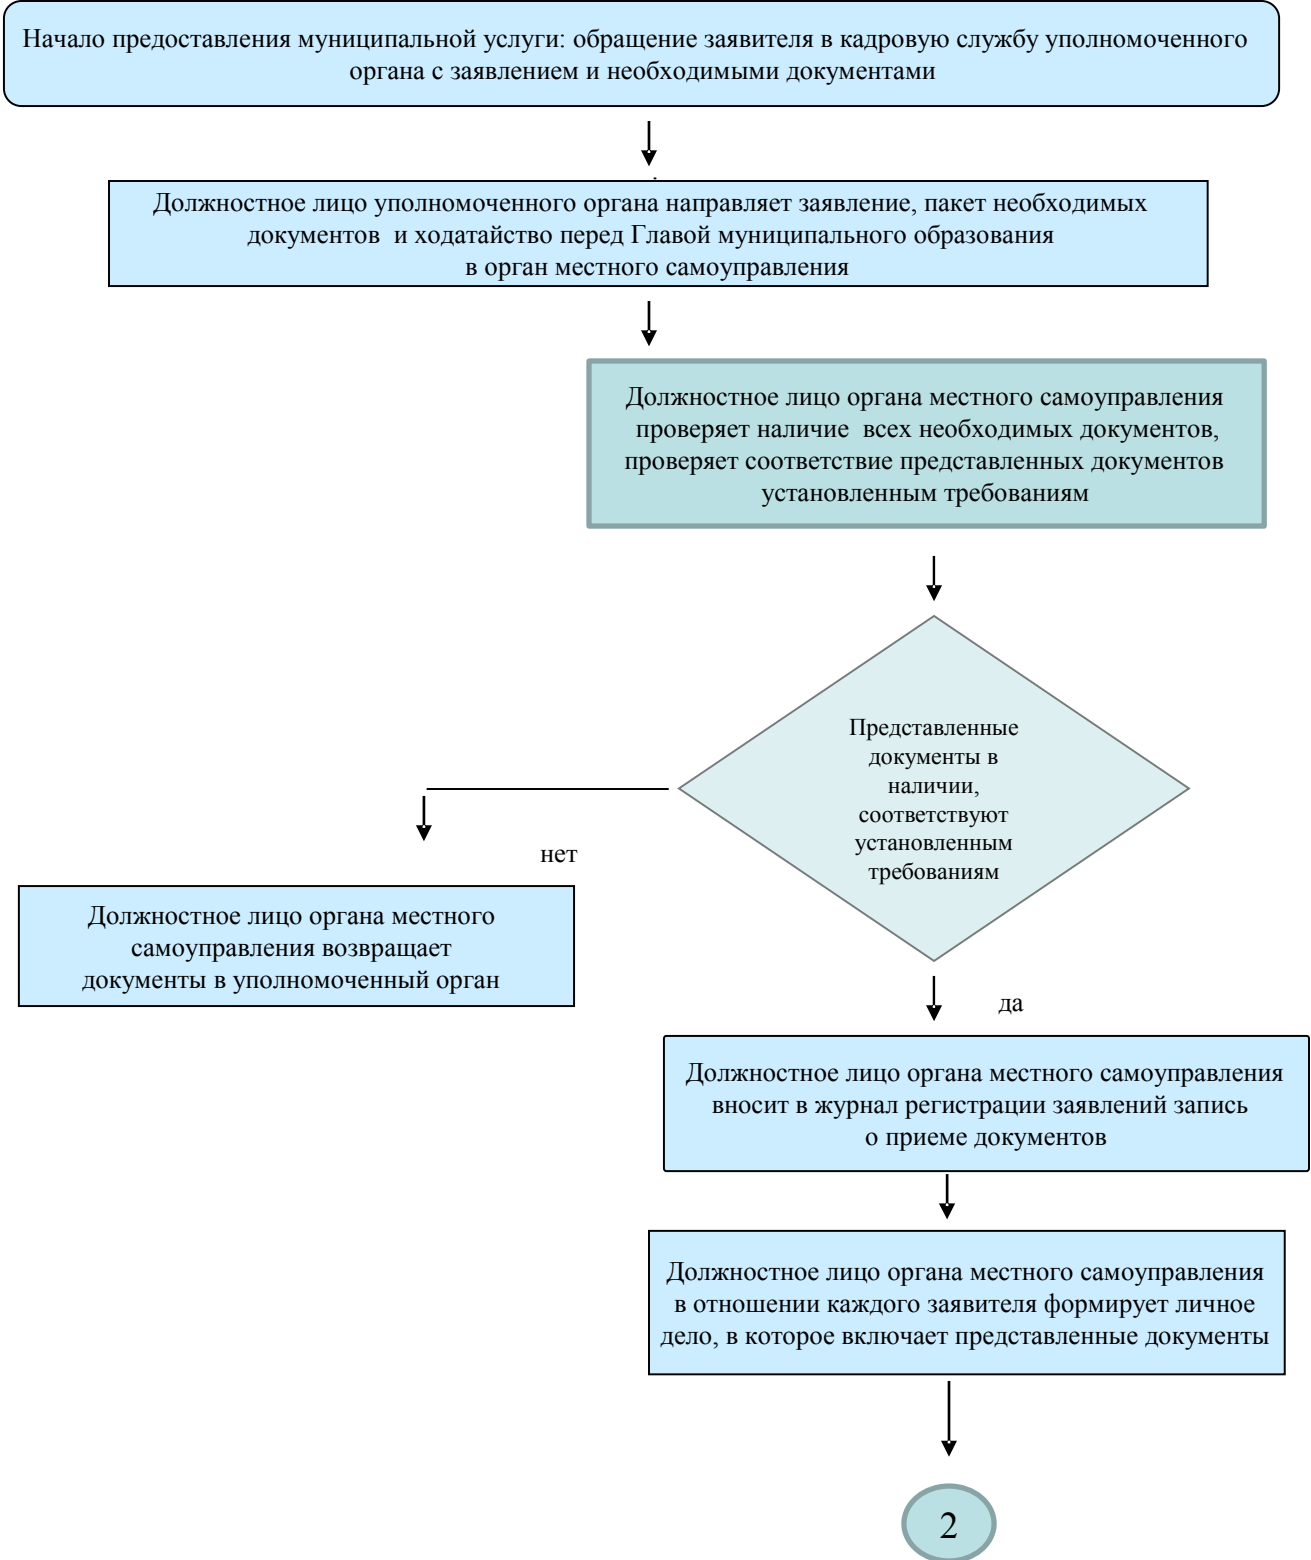 Начало предоставления муниципальной услуги: обращение заявителя в кадровую службу уполномоченного
органа с заявлением и необходимыми документами
Должностное лицо уполномоченного органа направляет заявление, пакет необходимых
документов и ходатайство перед Главой муниципального образования
в орган местного самоуправления
Должностное лицо органа местного самоуправления
проверяет наличие всех необходимых документов,
проверяет соответствие представленных документов
установленным требованиям
Представленные
документы в
наличии,
соответствуют
установленным
требованиям
нет
Должностное лицо органа местного
самоуправления возвращает
документы в уполномоченный орган
да
Должностное лицо органа местного самоуправления
вносит в журнал регистрации заявлений запись
о приеме документов
Должностное лицо органа местного самоуправления
в отношении каждого заявителя формирует личное
дело, в которое включает представленные документы
2